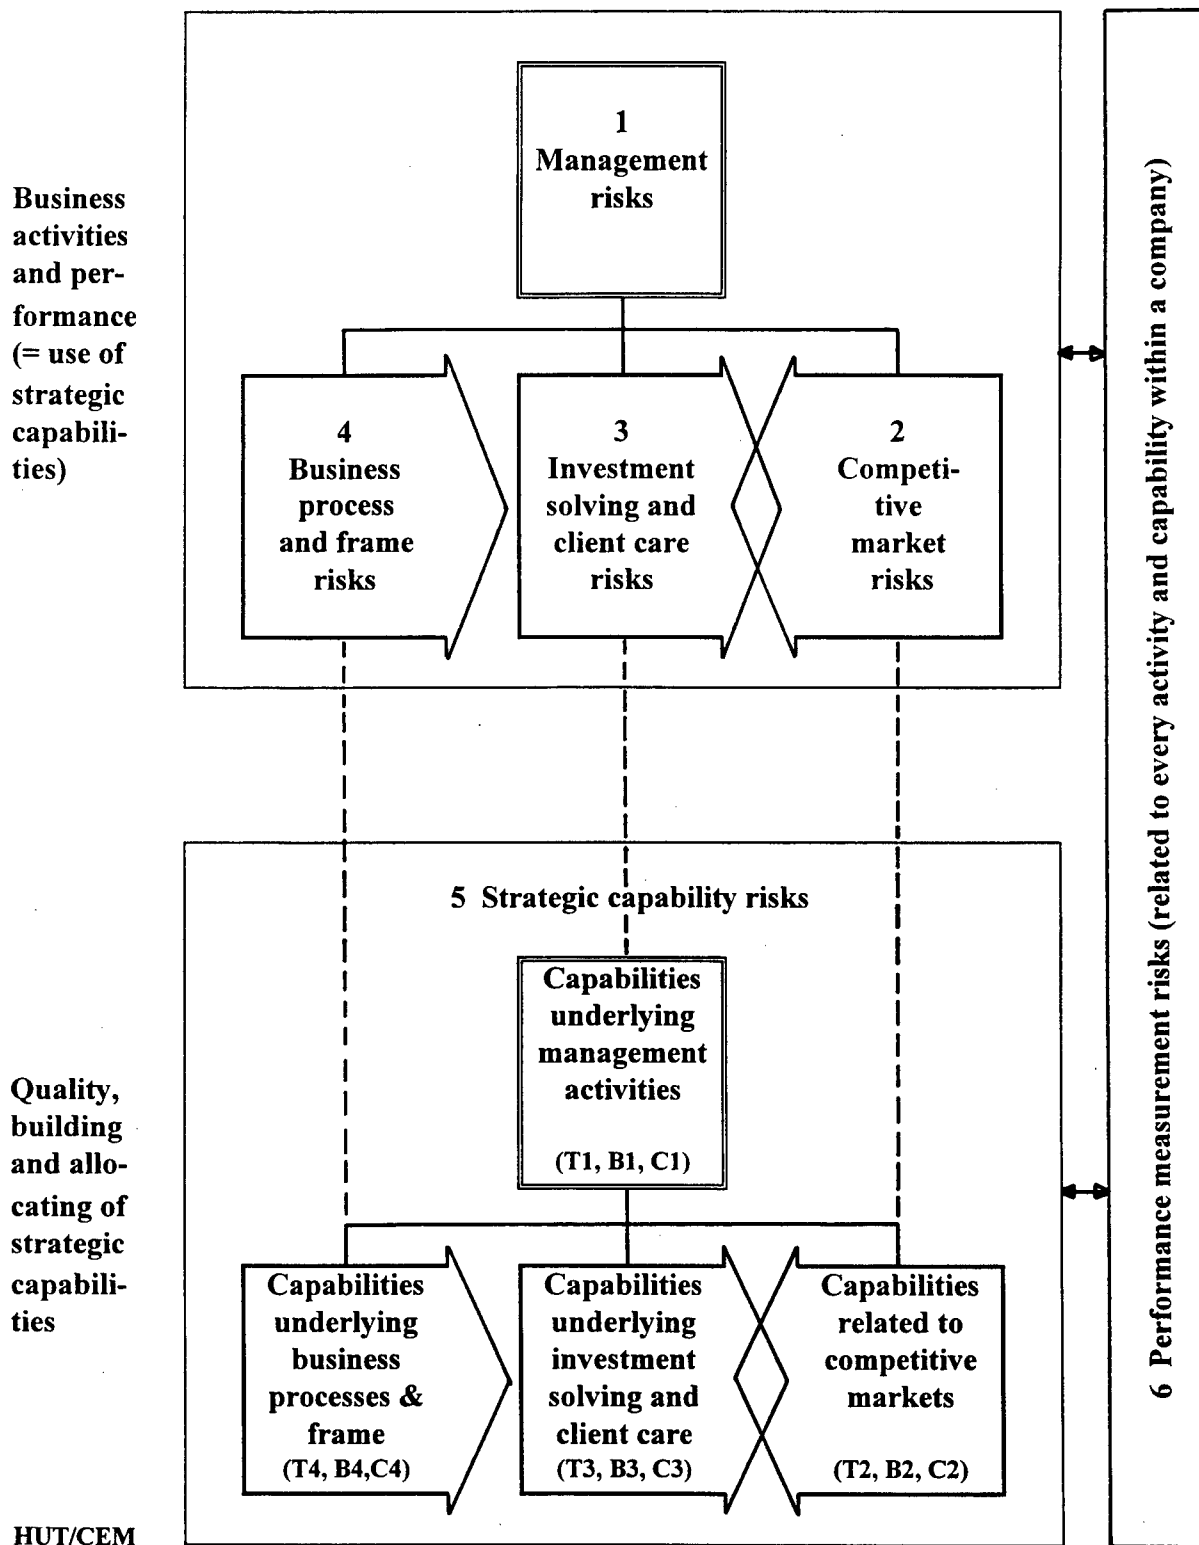 Business
activities
and per-
formance
(= use of
strategic
capabili-
ties)
1
Management
risks
4
Business
process
and frame
risks
3
Investment
solving and
client care
risks
2
Competi-
tive
market
risks
5 Strategic capability risks
Quality,
building
and allo-
cating of
strategic
capabili-
ties
Capabilities
underlying
management
activities
(T1, B1, C1)
Capabilities
underlying
business
processes &
frame
(T4, B4,C4)
Capabilities
underlying
investment
solving and
client care
(T3, B3, C3)
Capabilities
related to
competitive
markets
(T2, B2, C2)
6 Performance measurement risks (related to every activity and capability within a company)
HUT/CEM